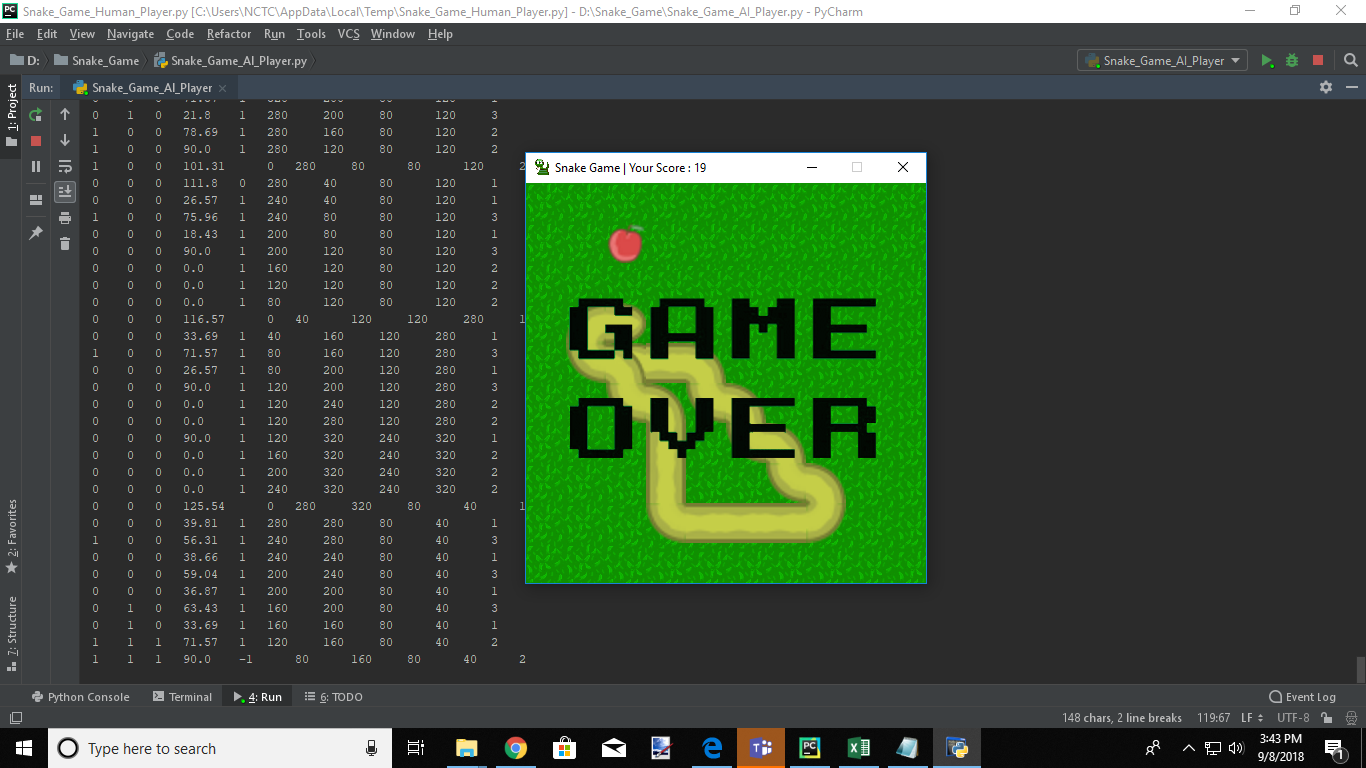 Snake_Game_Human_Player.py [C:\Users\NCTC\AppData\Local\Temp\Snake_Game_Human_Player.py] - D:\Snake_Game\Snake_Game_AI_Player.py - PyCharm
File Edit View Navigate Code Refactor Run Tools VCS Window Help
D: Snake_Game Snake_Game_AI_Player.py Snake_Game_AI_Player
Run: Snake_Game_AI_Player
1: Project
2: Favorites
7: Structure
0 1 0 21.8 1 280 200 80 120 3
1 0 0 78.69 1 280 160 80 120 2
1 0 0 90.0 1 280 120 80 120 2
1 0 0 101.31 0 280 80 80 120 2
0 0 0 111.8 0 280 40 80 120 1
0 0 0 26.57 1 240 40 80 120 1
1 0 0 75.96 1 240 80 80 120 3
0 0 0 18.43 1 200 80 80 120 1
0 0 0 90.0 1 200 120 80 120 3
0 0 0 0.0 1 160 120 80 120 2
0 0 0 0.0 1 120 120 80 120 2
0 0 0 0.0 1 80 120 80 120 2
0 0 0 116.57 0 40 120 120 280 1
0 0 0 33.69 1 40 160 120 280 1
1 0 0 71.57 1 80 160 120 280 3
0 0 0 26.57 1 80 200 120 280 1
0 0 0 90.0 1 120 200 120 280 3
0 0 0 0.0 1 120 240 120 280 2
0 0 0 0.0 1 120 280 120 280 2
0 0 0 90.0 1 120 320 240 320 1
0 0 0 0.0 1 160 320 240 320 2
0 0 0 0.0 1 200 320 240 320 2
0 0 0 0.0 1 240 320 240 320 2
0 0 0 125.54 0 280 320 80 40 1
0 0 0 39.81 1 280 280 80 40 1
1 0 0 56.31 1 240 280 80 40 3
0 0 0 38.66 1 240 240 80 40 1
0 0 0 59.04 1 200 240 80 40 3
0 0 0 36.87 1 200 200 80 40 1
0 1 0 63.43 1 160 200 80 40 3
0 1 0 33.69 1 160 160 80 40 1
1 1 1 71.57 1 120 160 80 40 2
1 1 1 90.0 -1 80 160 80 40 2
Snake Game | Your Score : 19
GAME
OVER
Python Console Terminal 4: Run 6: TODO Event Log
148 chars, 2 line breaks 119:67 LF UTF-8
Type here to search
3:43 PM
9/8/2018
1